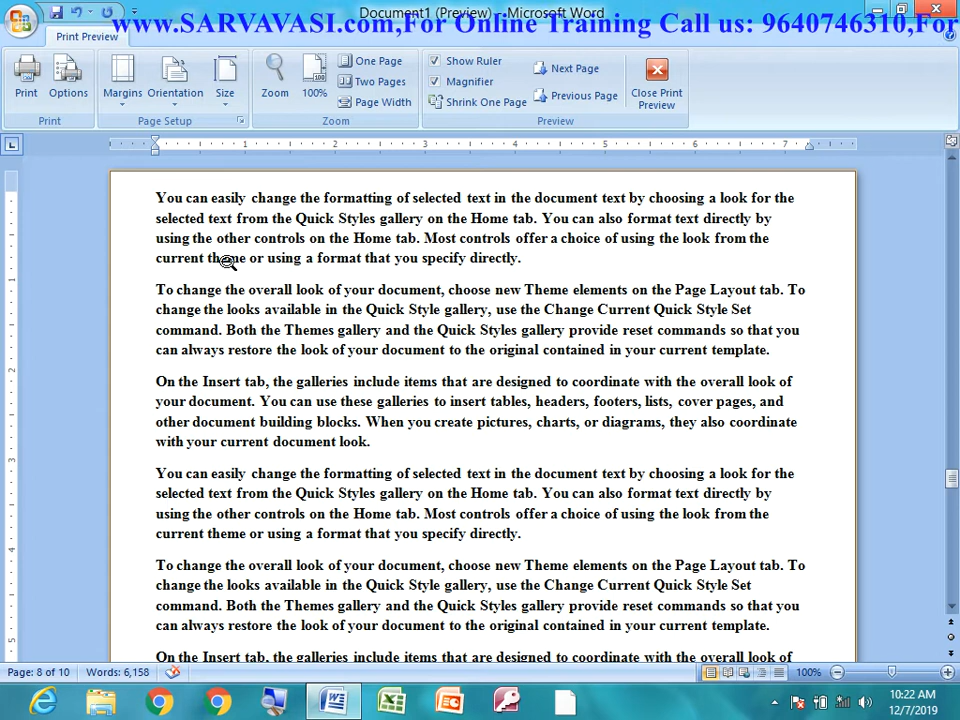 Document1 (Preview) - Microsoft Word
www.SARVAVASI.com,For Online Training Call us: 9640746310,For
Print Preview
Print
Options
Margins
Orientation
Size
Zoom
100%
One Page
Two Pages
Page Width
Show Ruler
Magnifier
Shrink One Page
Next Page
Previous Page
Close Print
Preview
Print
Page Setup
Zoom
Preview
1 2 3 4 5 6 7
You can easily change the formatting of selected text in the document text by choosing a look for the
selected text from the Quick Styles gallery on the Home tab. You can also format text directly by
using the other controls on the Home tab. Most controls offer a choice of using the look from the
current theme or using a format that you specify directly.
To change the overall look of your document, choose new Theme elements on the Page Layout tab. To
change the looks available in the Quick Style gallery, use the Change Current Quick Style Set
command. Both the Themes gallery and the Quick Styles gallery provide reset commands so that you
can always restore the look of your document to the original contained in your current template.
On the Insert tab, the galleries include items that are designed to coordinate with the overall look of
your document. You can use these galleries to insert tables, headers, footers, lists, cover pages, and
other document building blocks. When you create pictures, charts, or diagrams, they also coordinate
with your current document look.
You can easily change the formatting of selected text in the document text by choosing a look for the
selected text from the Quick Styles gallery on the Home tab. You can also format text directly by
using the other controls on the Home tab. Most controls offer a choice of using the look from the
current theme or using a format that you specify directly.
To change the overall look of your document, choose new Theme elements on the Page Layout tab. To
change the looks available in the Quick Style gallery, use the Change Current Quick Style Set
command. Both the Themes gallery and the Quick Styles gallery provide reset commands so that you
can always restore the look of your document to the original contained in your current template.
On the Insert tab, the galleries include items that are designed to coordinate with the overall look of
1
2
3
4
5
Page: 8 of 10
Words: 6,158
100%
10:22 AM
12/7/2019